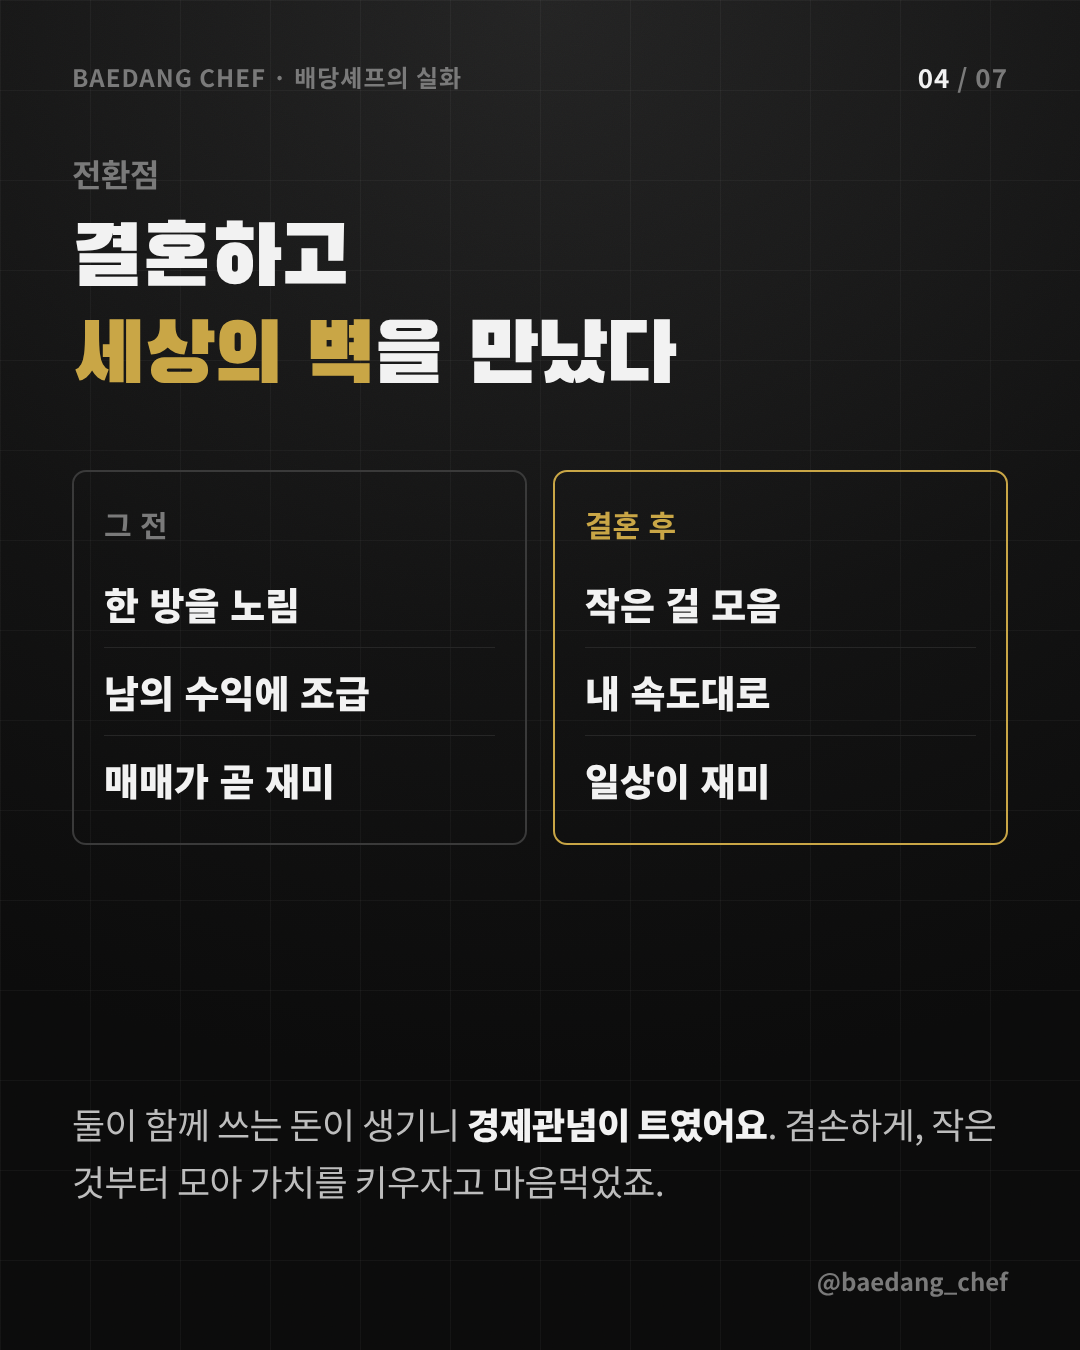 BAEDANG CHEF · 배당셰프의 실화
04 / 07
전환점
결혼하고
세상의 벽을 만났다
그 전
한 방을 노림
남의 수익에 조급
매매가 곧 재미
결혼 후
작은 걸 모음
내 속도대로
일상이 재미
둘이 함께 쓰는 돈이 생기니 경제관념이 트였어요. 겸손하게, 작은
것부터 모아 가치를 키우자고 마음먹었죠.
@baedang_chef